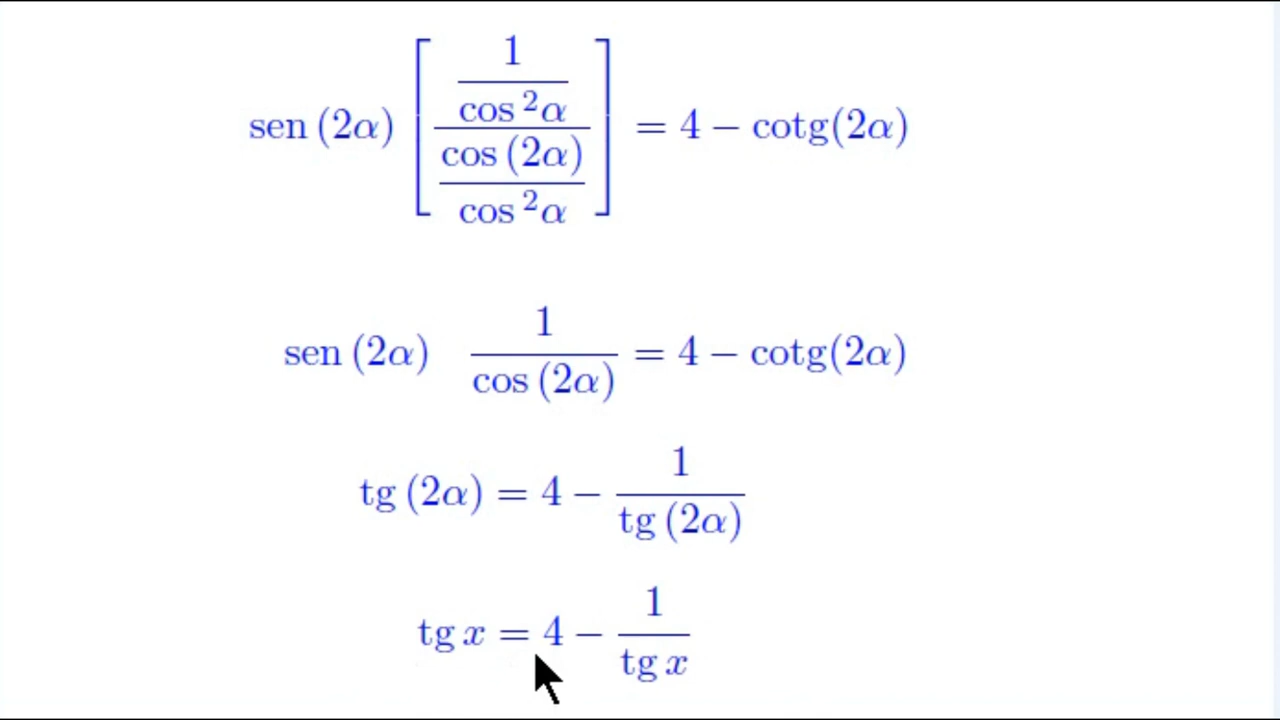 sen (2α) [ (1 / cos²α) / (cos (2α) / cos²α) ] = 4 − cotg(2α)
sen (2α) 1 / cos (2α) = 4 − cotg(2α)
tg (2α) = 4 − 1 / tg (2α)
tg x = 4 − 1 / tg x